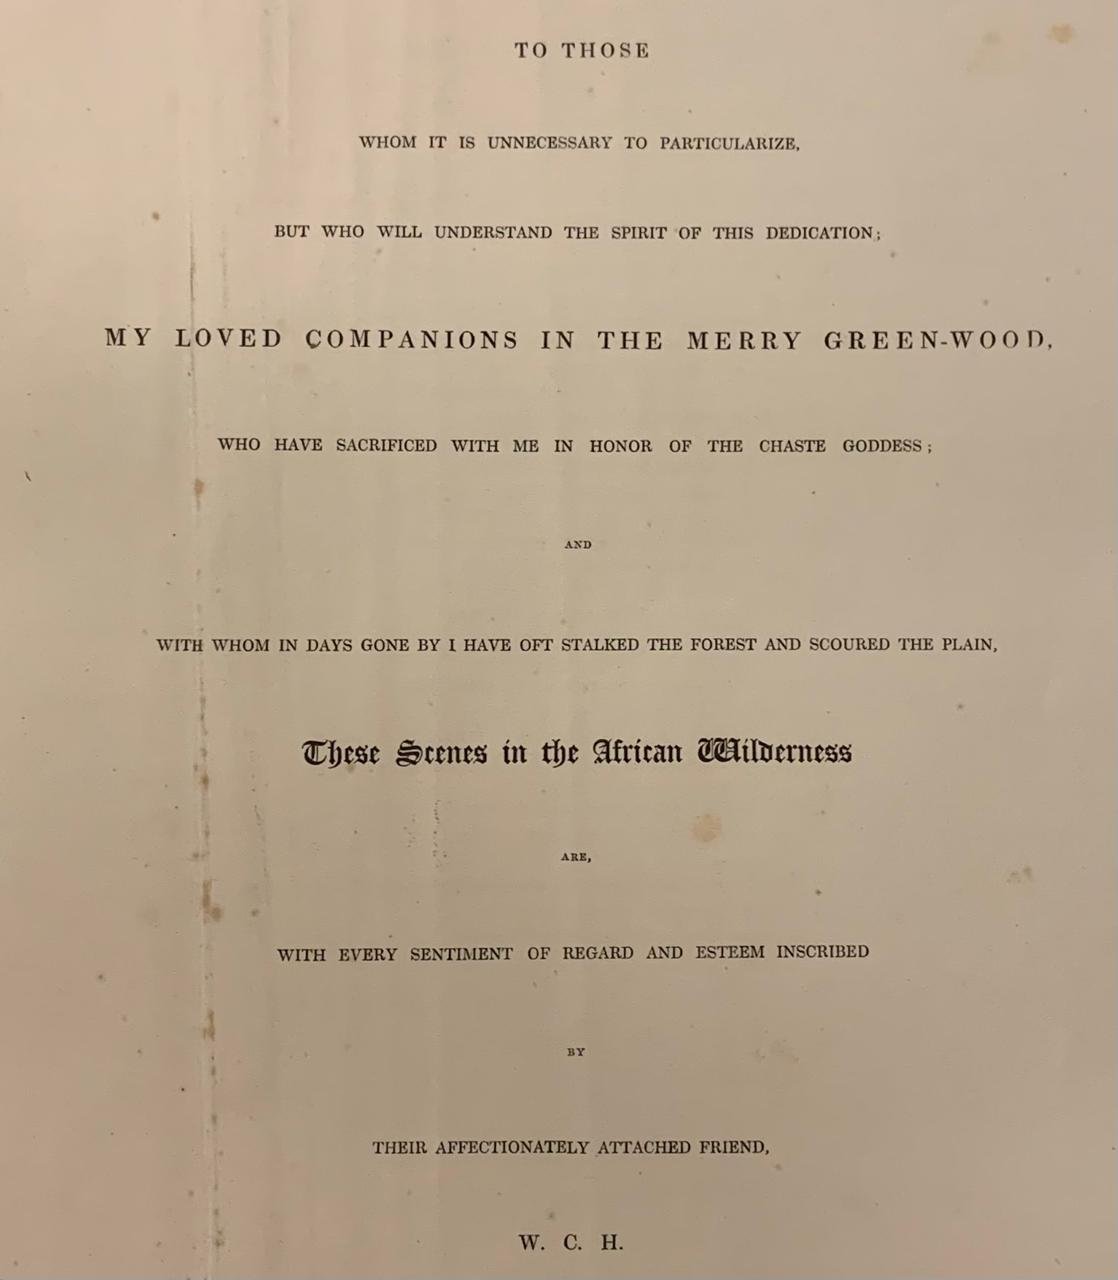 TO THOSE
WHOM IT IS UNNECESSARY TO PARTICULARIZE,
BUT WHO WILL UNDERSTAND THE SPIRIT OF THIS DEDICATION;
MY LOVED COMPANIONS IN THE MERRY GREEN-WOOD,
WHO HAVE SACRIFICED WITH ME IN HONOR OF THE CHASTE GODDESS;
AND
WITH WHOM IN DAYS GONE BY I HAVE OFT STALKED THE FOREST AND SCOURED THE PLAIN,
These Scenes in the African Wilderness
ARE,
WITH EVERY SENTIMENT OF REGARD AND ESTEEM INSCRIBED
BY
THEIR AFFECTIONATELY ATTACHED FRIEND,
W. C. H.